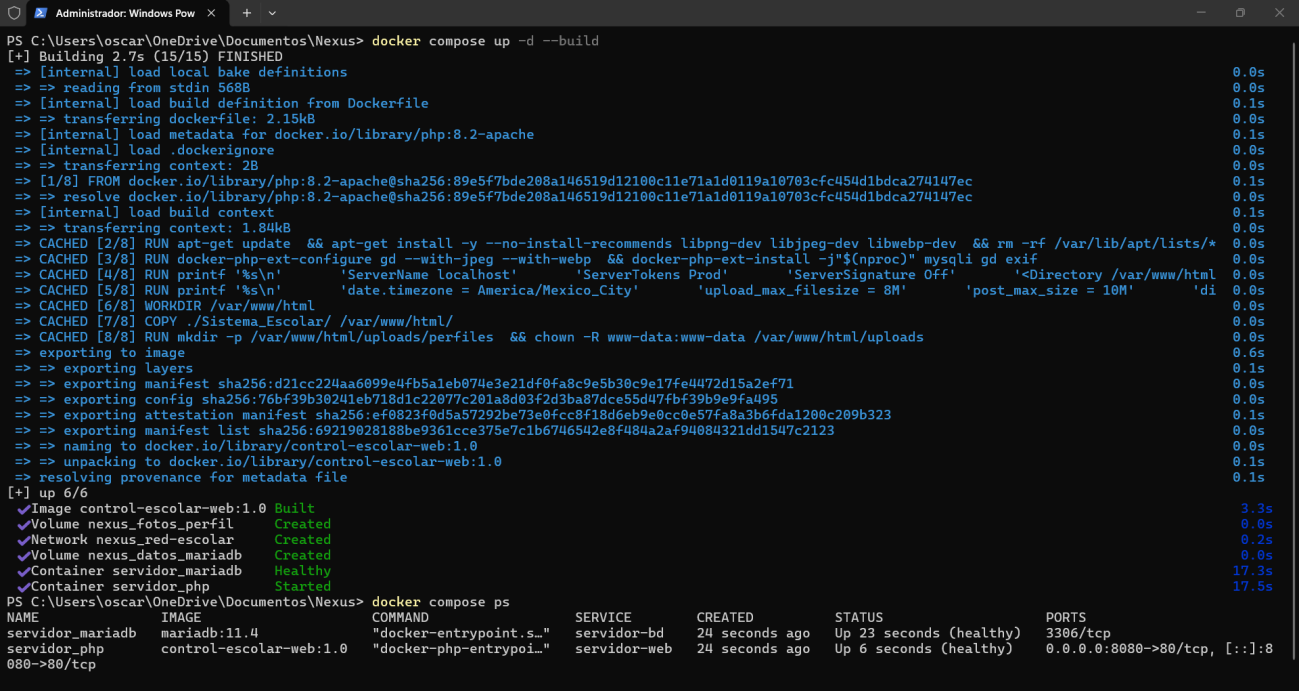 Administrador: Windows Pow
PS C:\Users\oscar\OneDrive\Documentos\Nexus> docker compose up -d --build
[+] Building 2.7s (15/15) FINISHED
=> [internal] load local bake definitions 0.0s
=> => reading from stdin 568B 0.0s
=> [internal] load build definition from Dockerfile 0.1s
=> => transferring dockerfile: 2.15kB 0.0s
=> [internal] load metadata for docker.io/library/php:8.2-apache 0.1s
=> [internal] load .dockerignore 0.0s
=> => transferring context: 2B 0.0s
=> [1/8] FROM docker.io/library/php:8.2-apache@sha256:89e5f7bde208a146519d12100c11e71a1d0119a10703cfc454d1bdca274147ec 0.1s
=> => resolve docker.io/library/php:8.2-apache@sha256:89e5f7bde208a146519d12100c11e71a1d0119a10703cfc454d1bdca274147ec 0.0s
=> [internal] load build context 0.1s
=> => transferring context: 1.84kB 0.0s
=> CACHED [2/8] RUN apt-get update  && apt-get install -y --no-install-recommends libpng-dev libjpeg-dev libwebp-dev  && rm -rf /var/lib/apt/lists/* 0.0s
=> CACHED [3/8] RUN docker-php-ext-configure gd --with-jpeg --with-webp  && docker-php-ext-install -j"$(nproc)" mysqli gd exif 0.0s
=> CACHED [4/8] RUN printf '%s\n'       'ServerName localhost'       'ServerTokens Prod'       'ServerSignature Off'       '<Directory /var/www/html 0.0s
=> CACHED [5/8] RUN printf '%s\n'       'date.timezone = America/Mexico_City'       'upload_max_filesize = 8M'       'post_max_size = 10M'       'di 0.0s
=> CACHED [6/8] WORKDIR /var/www/html 0.0s
=> CACHED [7/8] COPY ./Sistema_Escolar/ /var/www/html/ 0.0s
=> CACHED [8/8] RUN mkdir -p /var/www/html/uploads/perfiles  && chown -R www-data:www-data /var/www/html/uploads 0.0s
=> exporting to image 0.6s
=> => exporting layers 0.1s
=> => exporting manifest sha256:d21cc224aa6099e4fb5a1eb074e3e21df0fa8c9e5b30c9e17fe4472d15a2ef71 0.0s
=> => exporting config sha256:76bf39b30241eb718d1c22077c201a8d03f2d3ba87dce55d47fbf39b9e9fa495 0.0s
=> => exporting attestation manifest sha256:ef0823f0d5a57292be73e0fcc8f18d6eb9e0cc0e57fa8a3b6fda1200c209b323 0.1s
=> => exporting manifest list sha256:69219028188be9361cce375e7c1b6746542e8f484a2af94084321dd1547c2123 0.0s
=> => naming to docker.io/library/control-escolar-web:1.0 0.0s
=> => unpacking to docker.io/library/control-escolar-web:1.0 0.1s
=> resolving provenance for metadata file 0.1s
[+] up 6/6
✔Image control-escolar-web:1.0 Built 3.3s
✔Volume nexus_fotos_perfil Created 0.0s
✔Network nexus_red-escolar Created 0.2s
✔Volume nexus_datos_mariadb Created 0.0s
✔Container servidor_mariadb Healthy 17.3s
✔Container servidor_php Started 17.5s
PS C:\Users\oscar\OneDrive\Documentos\Nexus> docker compose ps
NAME IMAGE COMMAND SERVICE CREATED STATUS PORTS
servidor_mariadb mariadb:11.4 "docker-entrypoint.s…" servidor-bd 24 seconds ago Up 23 seconds (healthy) 3306/tcp
servidor_php control-escolar-web:1.0 "docker-php-entrypoi…" servidor-web 24 seconds ago Up 6 seconds (healthy) 0.0.0.0:8080->80/tcp, [::]:8
080->80/tcp